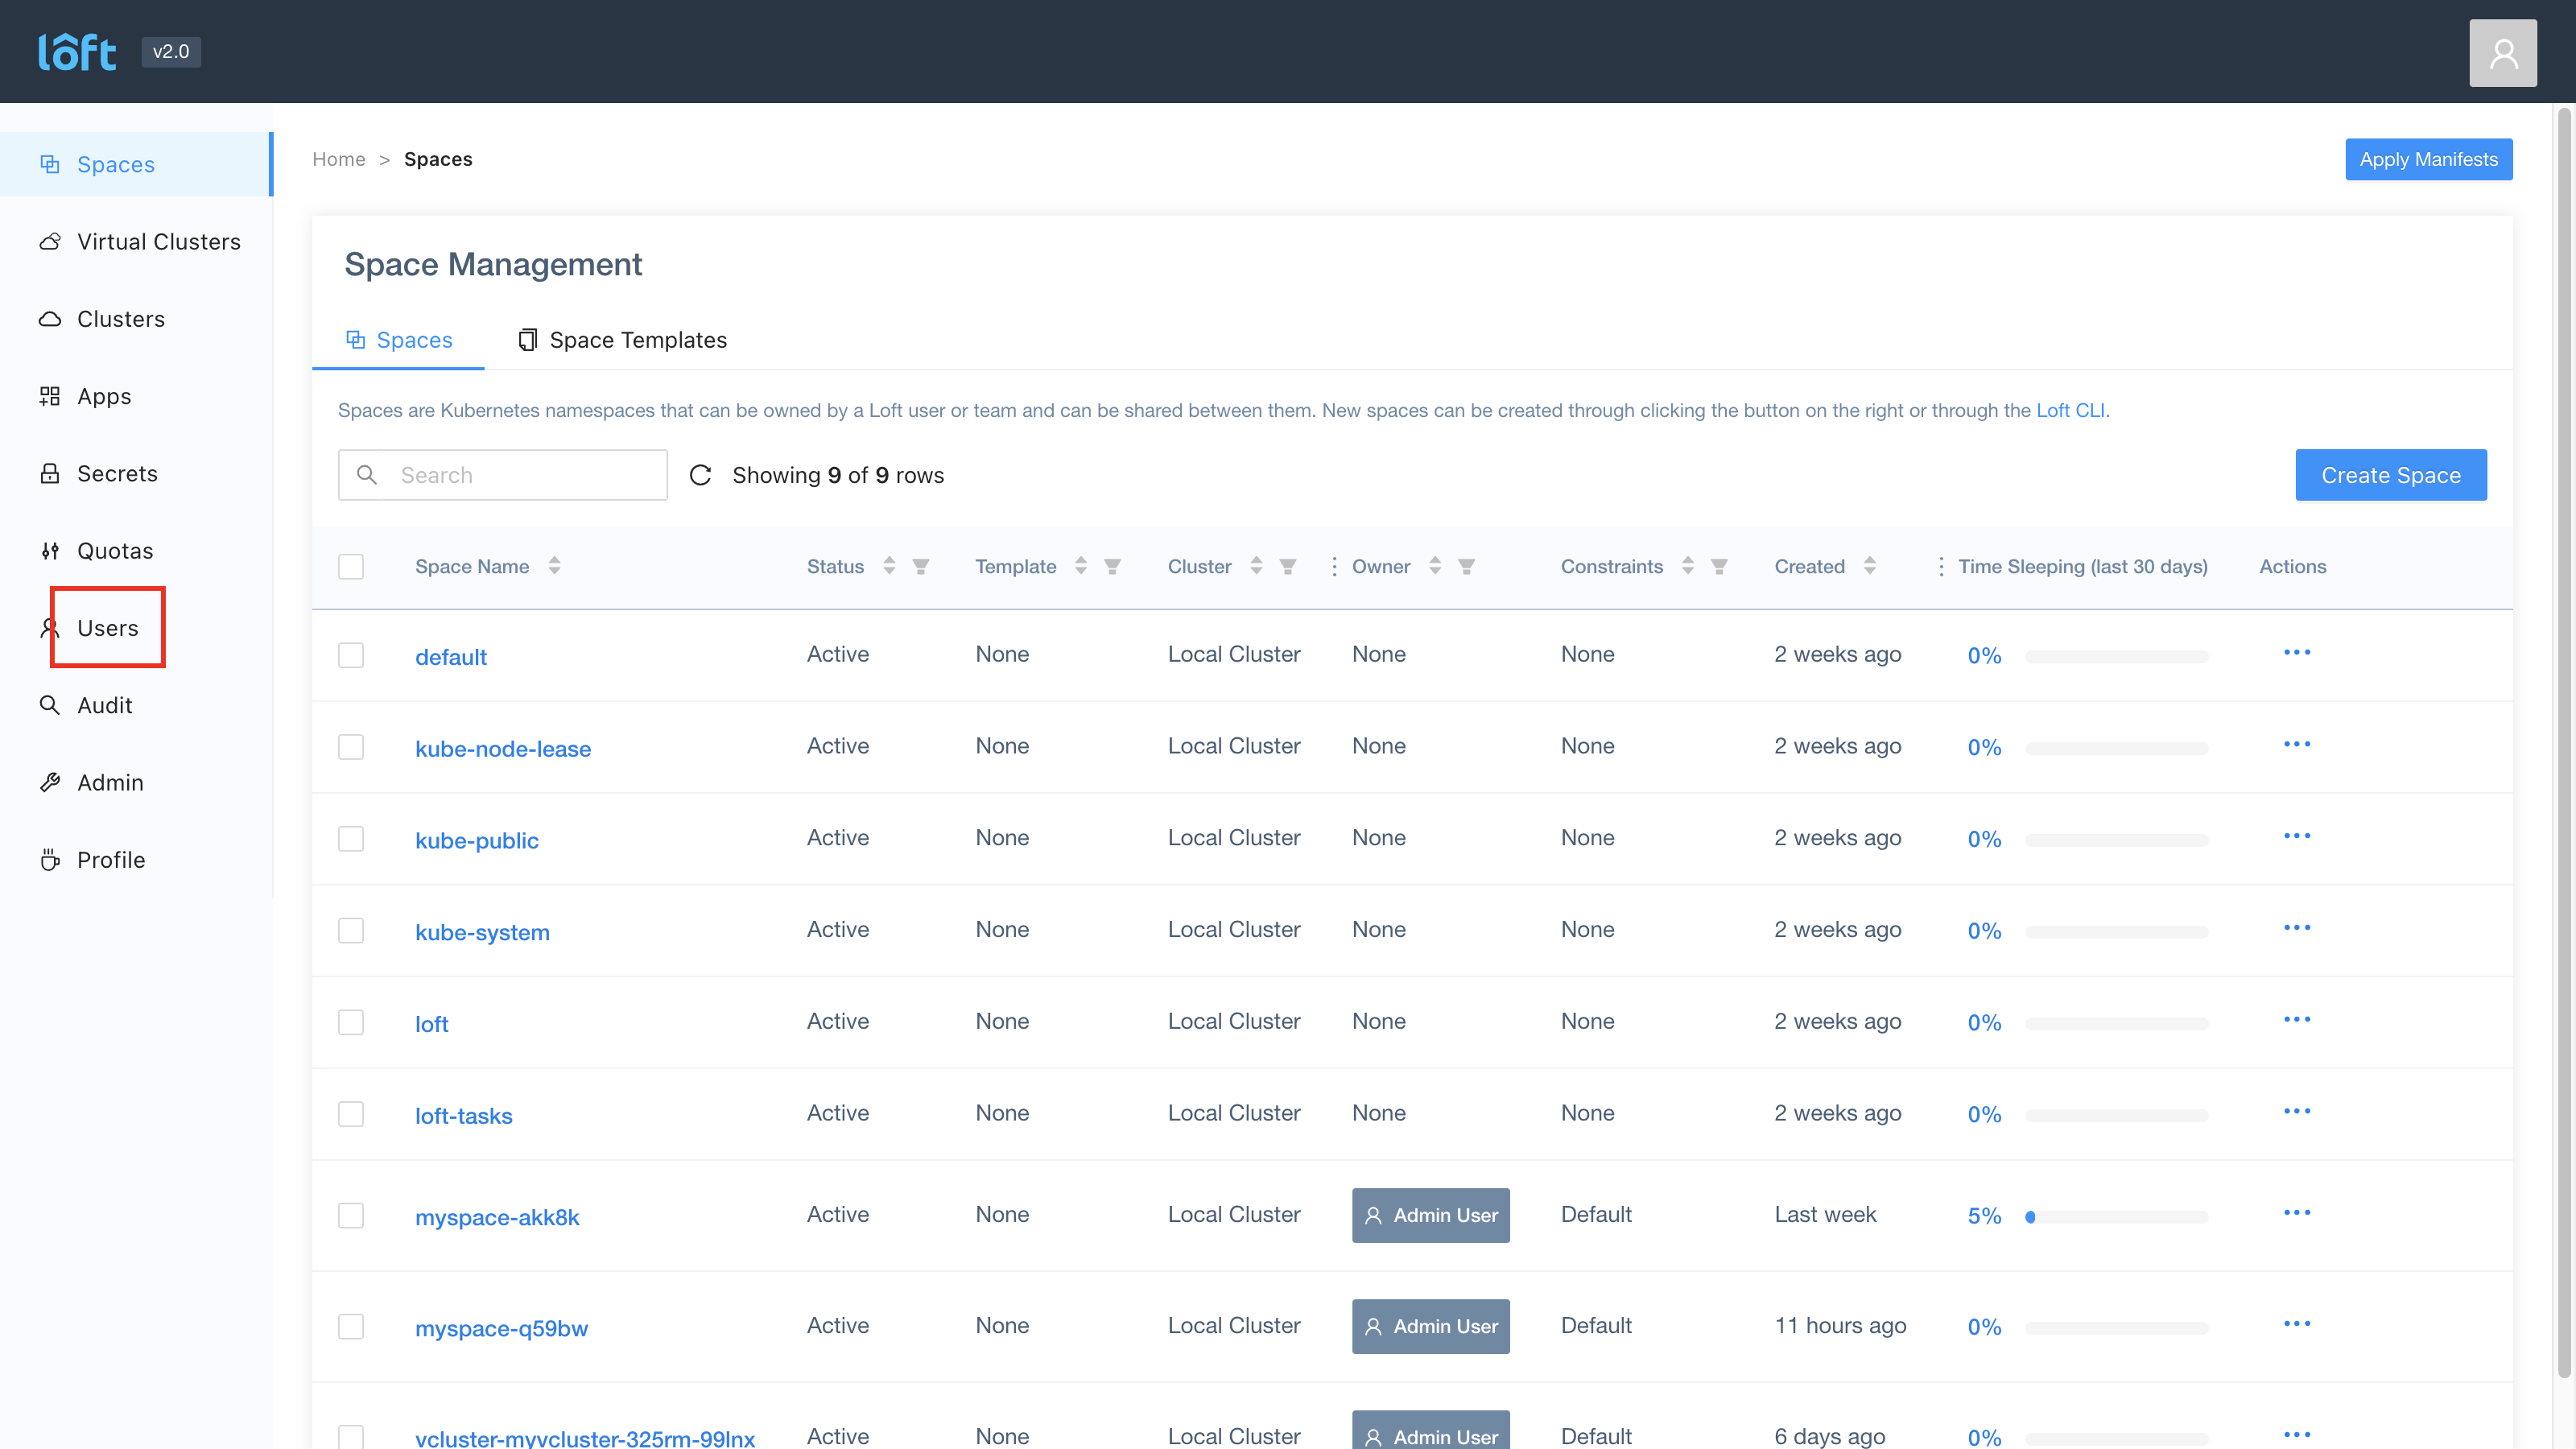 loft v2.0
Spaces
Virtual Clusters
Clusters
Apps
Secrets
Quotas
Users
Audit
Admin
Profile
Home > Spaces
Apply Manifests
Space Management
Spaces Space Templates
Spaces are Kubernetes namespaces that can be owned by a Loft user or team and can be shared between them. New spaces can be created through clicking the button on the right or through the Loft CLI.
Search Showing 9 of 9 rows Create Space
Space Name Status Template Cluster Owner Constraints Created Time Sleeping (last 30 days) Actions
default Active None Local Cluster None None 2 weeks ago 0%
kube-node-lease Active None Local Cluster None None 2 weeks ago 0%
kube-public Active None Local Cluster None None 2 weeks ago 0%
kube-system Active None Local Cluster None None 2 weeks ago 0%
loft Active None Local Cluster None None 2 weeks ago 0%
loft-tasks Active None Local Cluster None None 2 weeks ago 0%
myspace-akk8k Active None Local Cluster Admin User Default Last week 5%
myspace-q59bw Active None Local Cluster Admin User Default 11 hours ago 0%
vcluster-myvcluster-325rm-99lnx Active None Local Cluster Admin User Default 6 days ago 0%